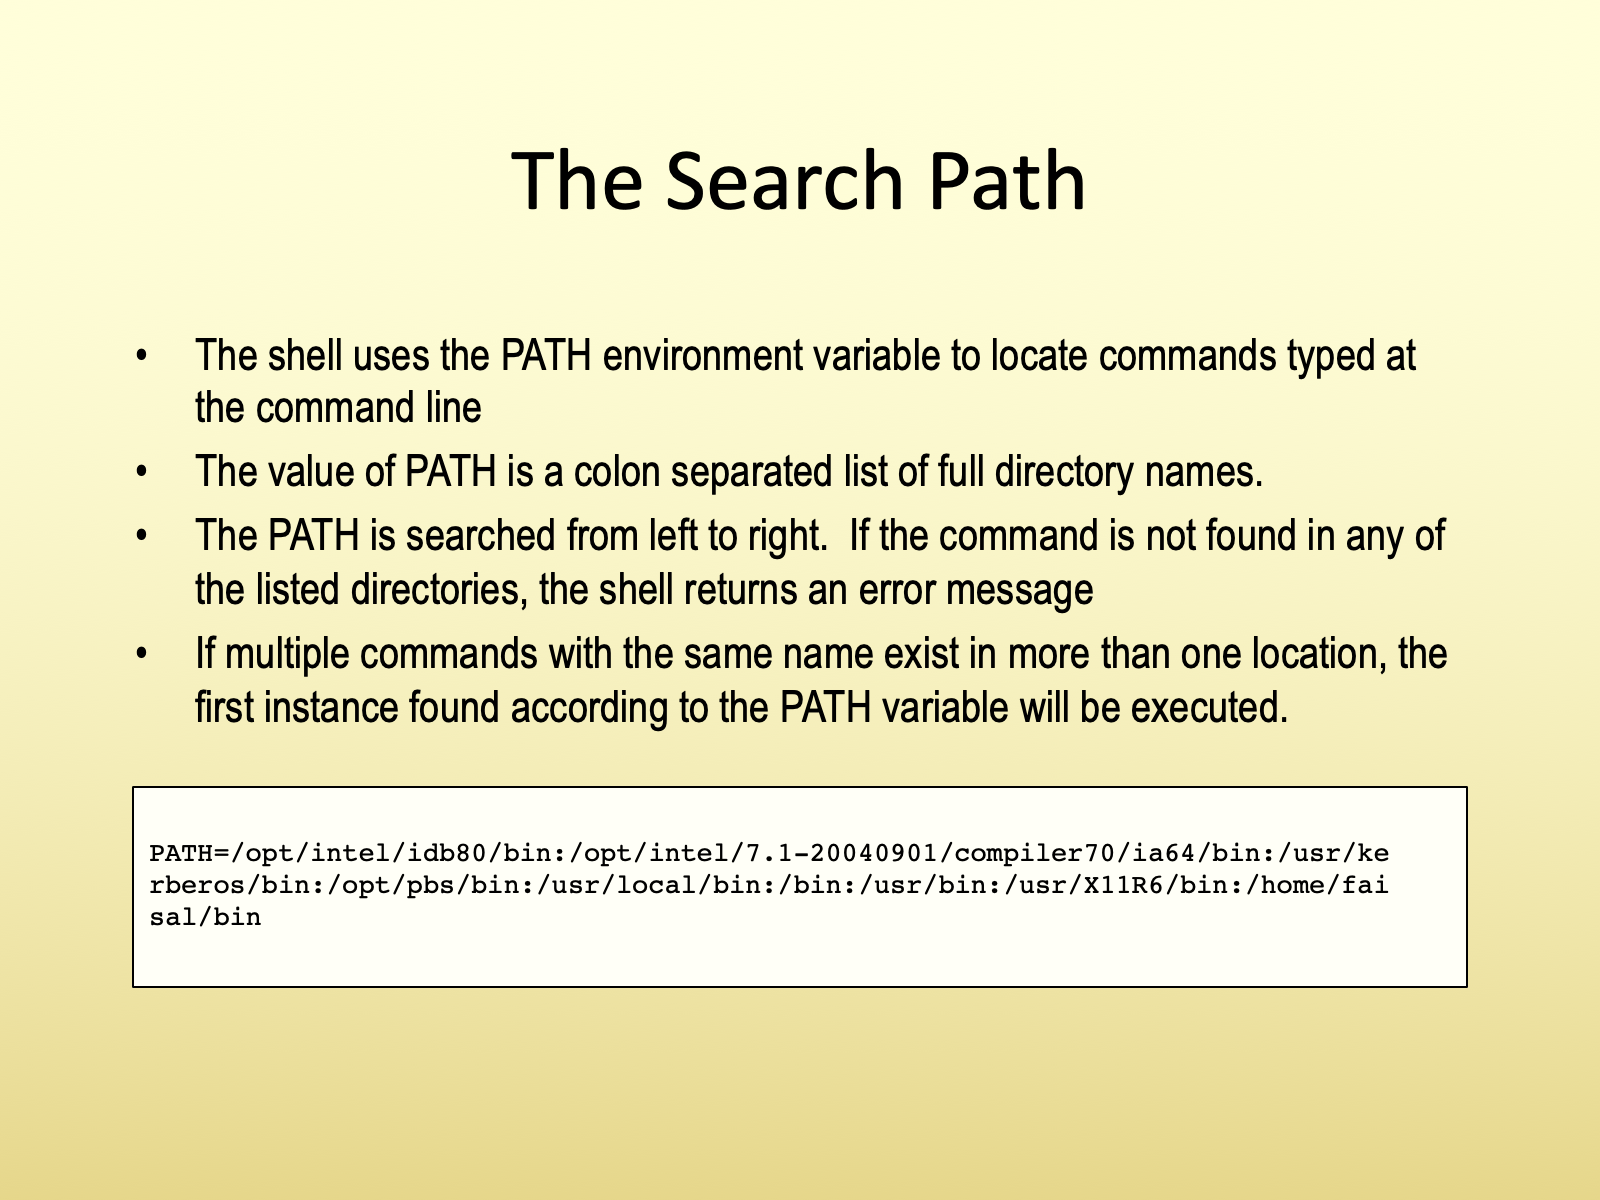 The Search Path
• The shell uses the PATH environment variable to locate commands typed at
the command line
• The value of PATH is a colon separated list of full directory names.
• The PATH is searched from left to right.  If the command is not found in any of
the listed directories, the shell returns an error message
• If multiple commands with the same name exist in more than one location, the
first instance found according to the PATH variable will be executed.
PATH=/opt/intel/idb80/bin:/opt/intel/7.1-20040901/compiler70/ia64/bin:/usr/ke
rberos/bin:/opt/pbs/bin:/usr/local/bin:/bin:/usr/bin:/usr/X11R6/bin:/home/fai
sal/bin